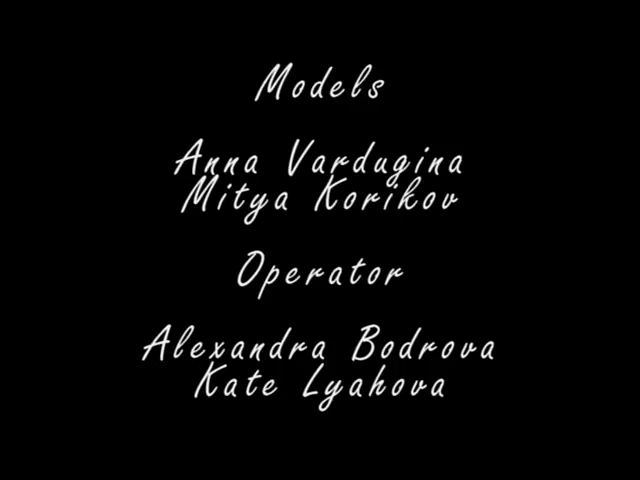 Models
Anna Vardugina
Mitya Korikov
Operator
Alexandra Bodrova
Kate Lyahova